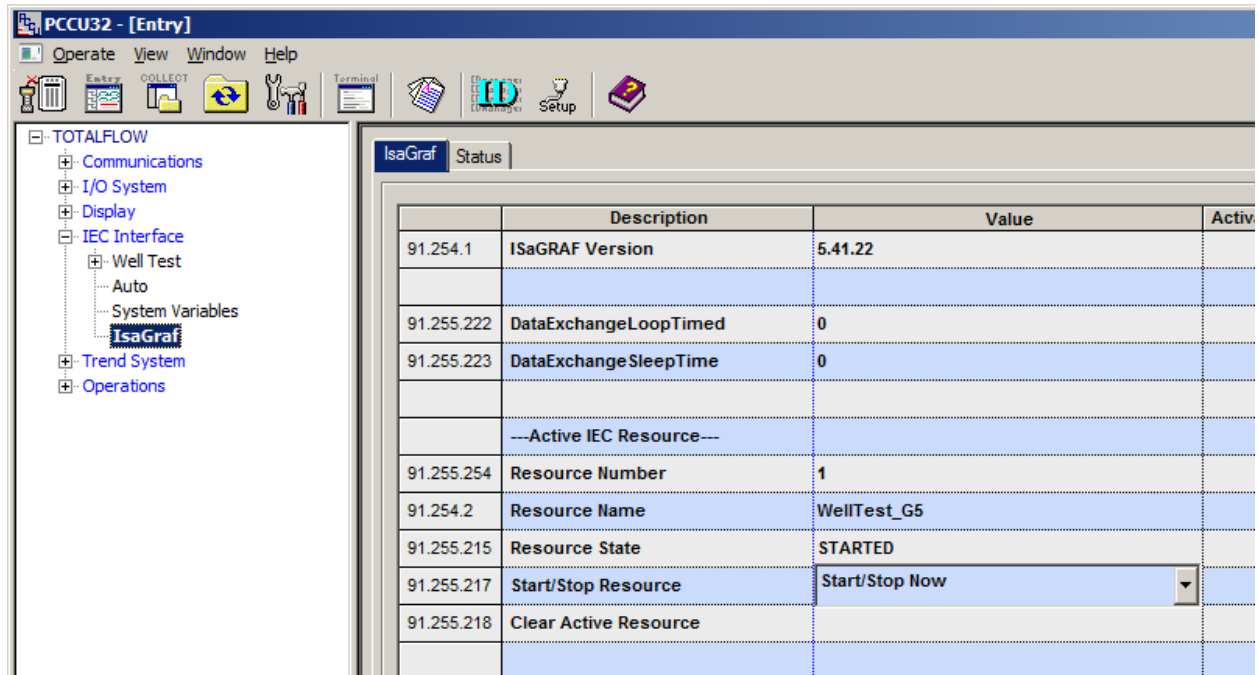 PCCU32 - [Entry]
Operate View Window Help
Entry COLLECT Terminal ID Setup
TOTALFLOW
Communications
I/O System
Display
IEC Interface
Well Test
Auto
System Variables
IsaGraf
Trend System
Operations
IsaGraf Status
Description Value
91.254.1 ISaGRAF Version 5.41.22
91.255.222 DataExchangeLoopTimed 0
91.255.223 DataExchangeSleepTime 0
---Active IEC Resource---
91.255.254 Resource Number 1
91.254.2 Resource Name WellTest_G5
91.255.215 Resource State STARTED
91.255.217 Start/Stop Resource Start/Stop Now
91.255.218 Clear Active Resource